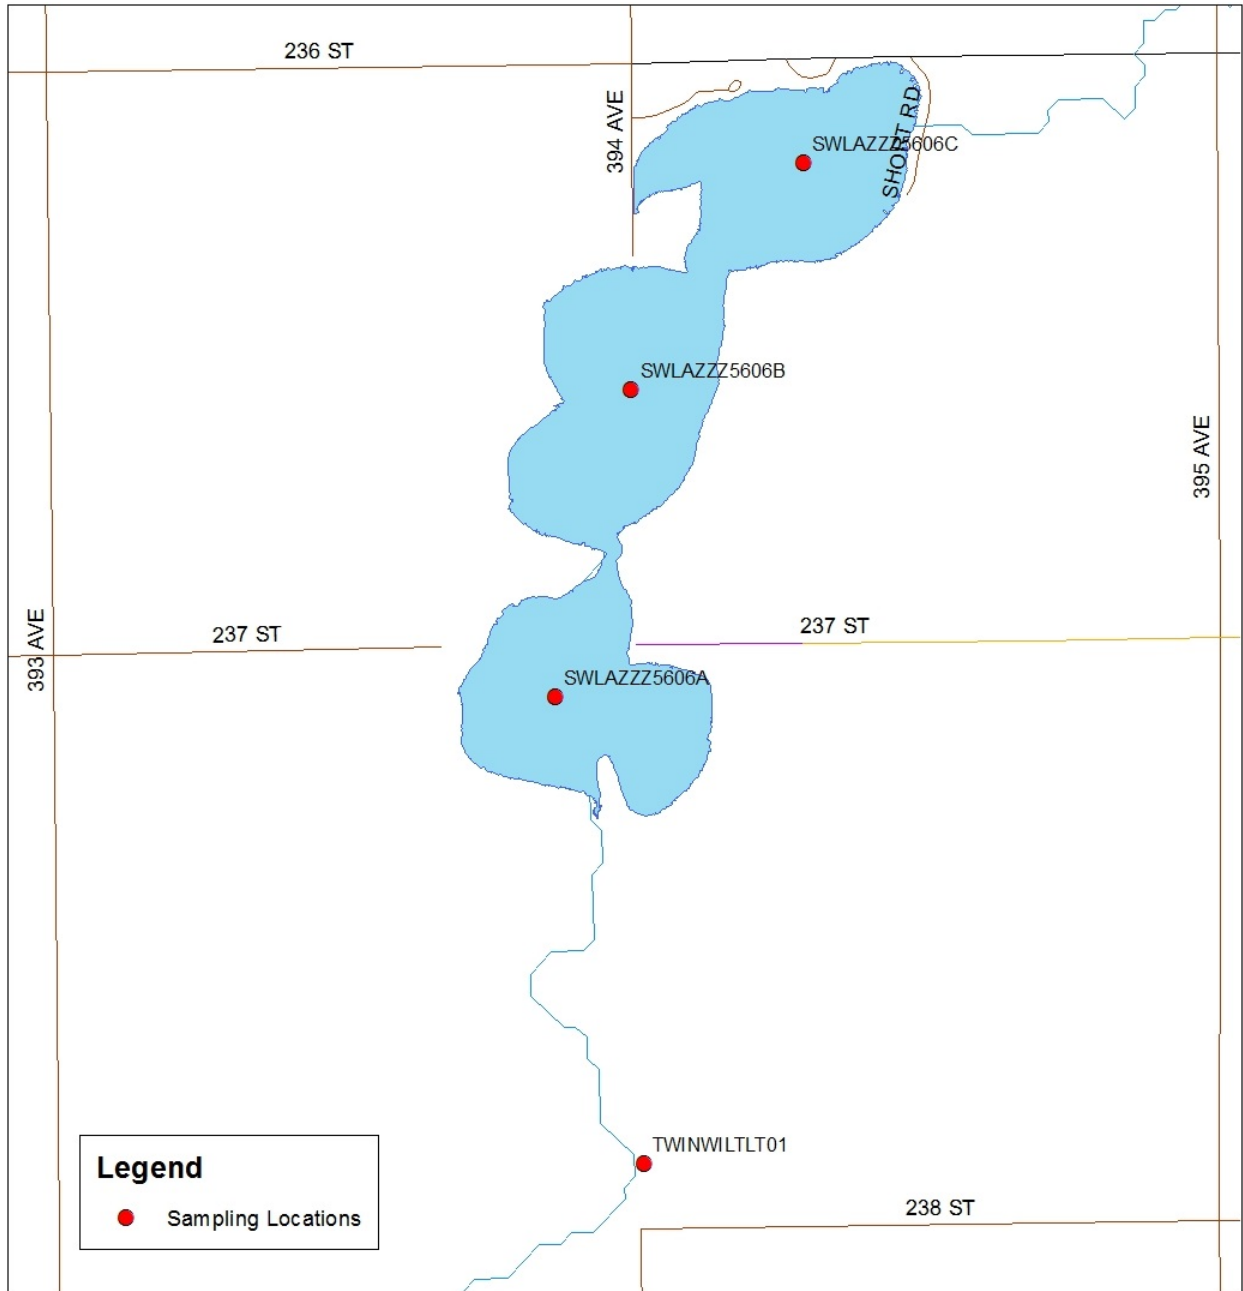 236 ST
394 AVE
SHORT RD
SWLAZZZ5606C
SWLAZZZ5606B
395 AVE
393 AVE
237 ST
237 ST
SWLAZZZ5606A
TWINWILTLT01
Legend
Sampling Locations
238 ST